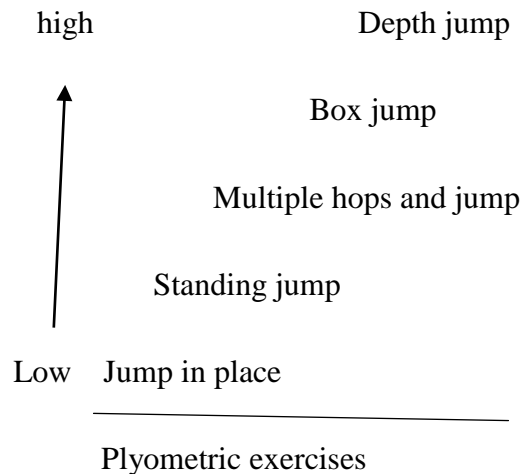 high Depth jump
Box jump
Multiple hops and jump
Standing jump
Low Jump in place
Plyometric exercises